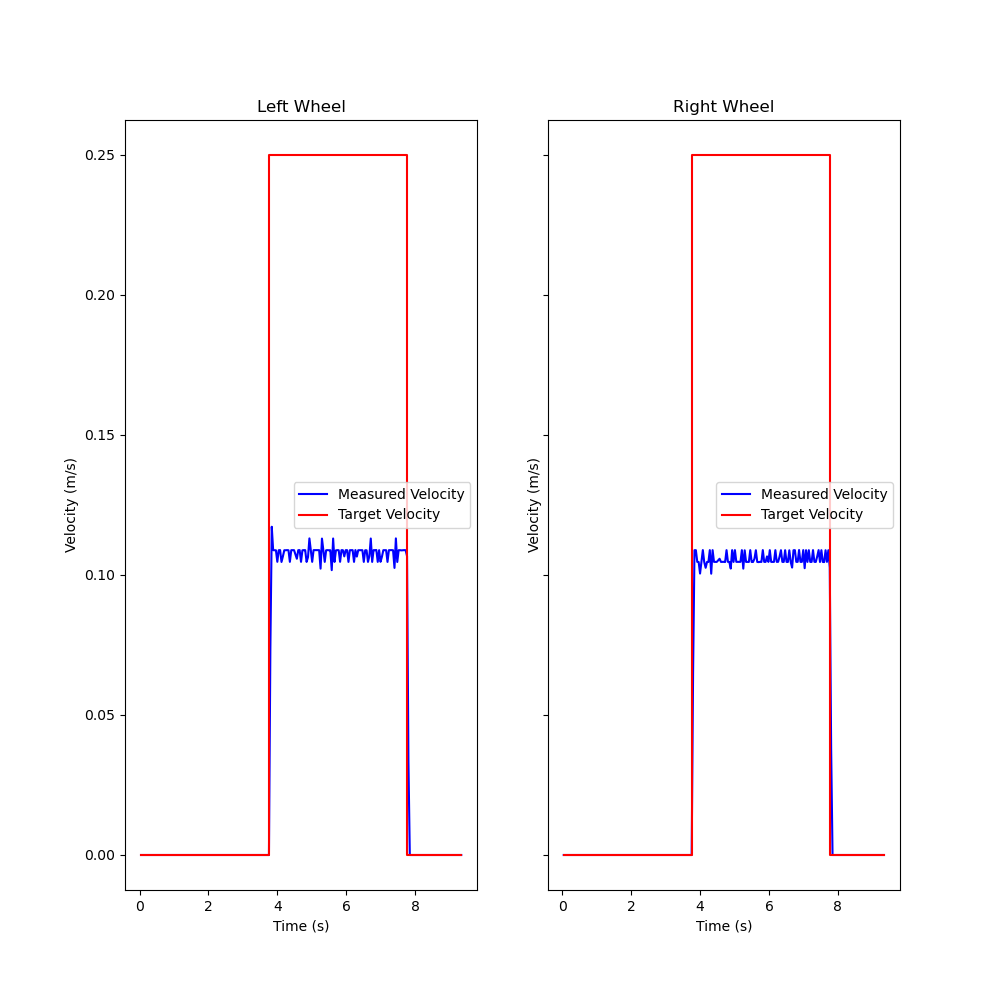 Left Wheel
0.25
0.20
0.15
0.10
0.05
0.00
Velocity (m/s)
Measured Velocity
Target Velocity
0 2 4 6 8
Time (s)
Right Wheel
Velocity (m/s)
Measured Velocity
Target Velocity
0 2 4 6 8
Time (s)